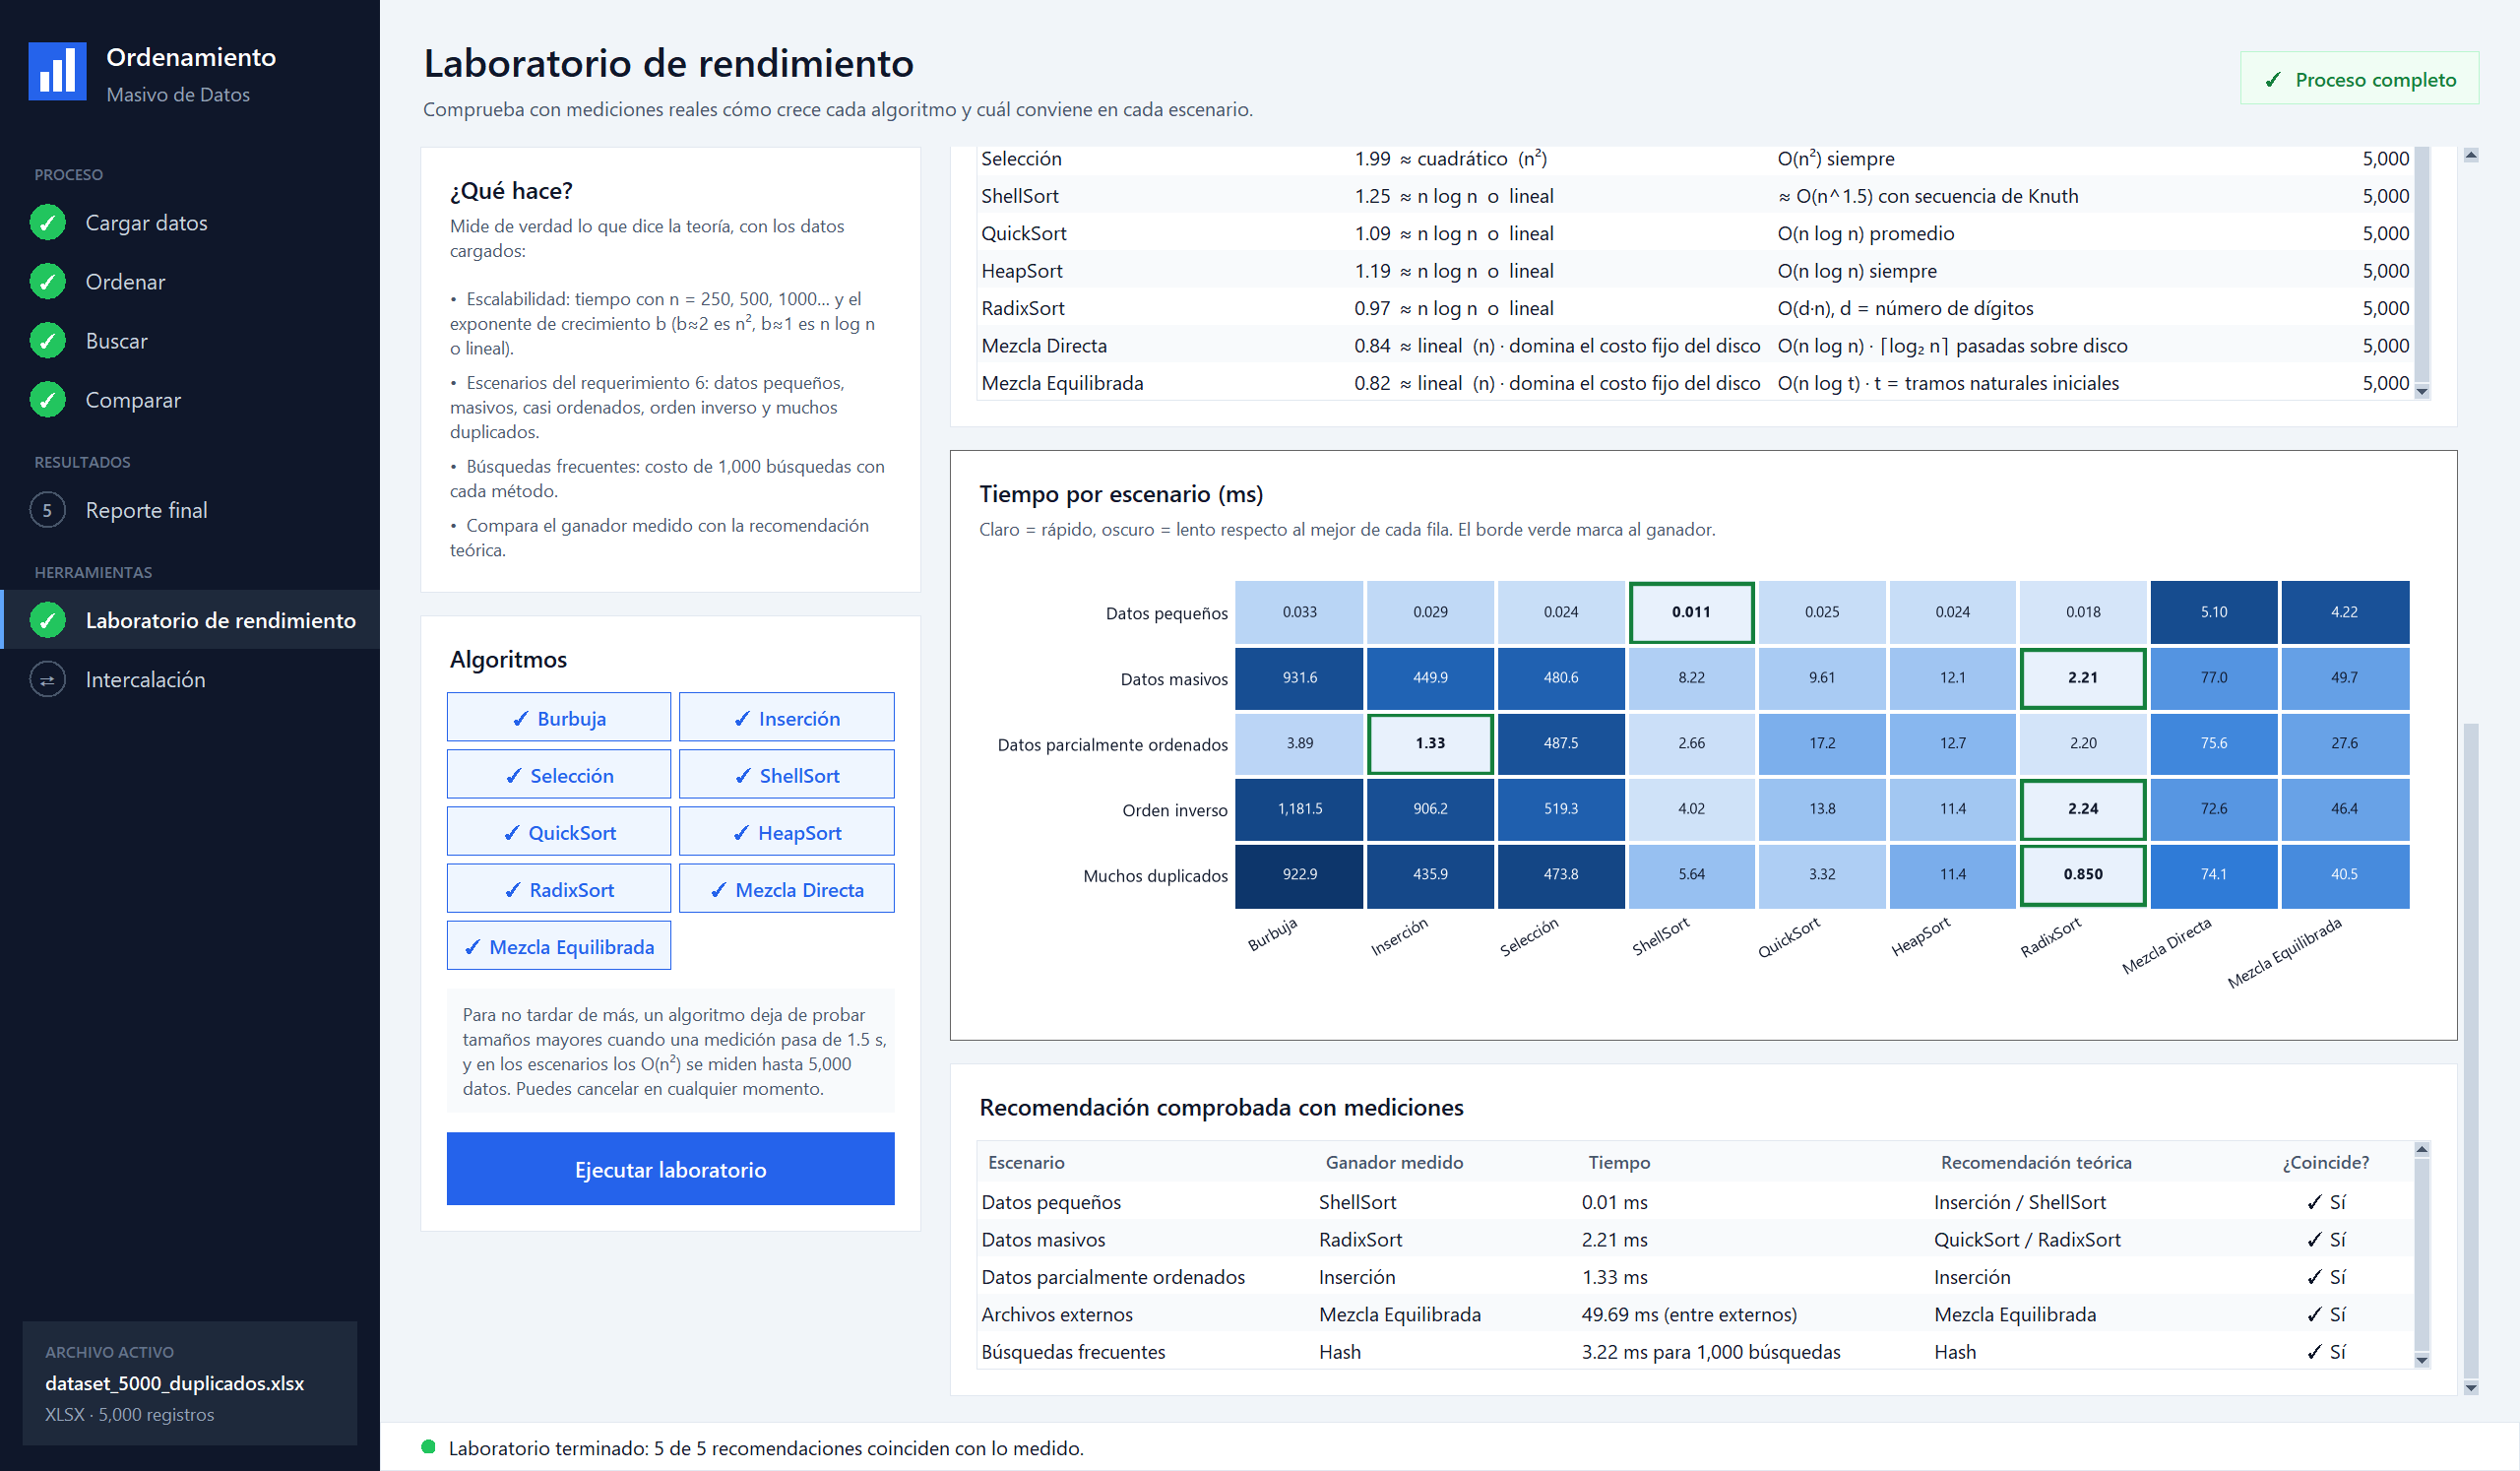 Ordenamiento
Masivo de Datos
PROCESO
✓ Cargar datos
✓ Ordenar
✓ Buscar
✓ Comparar
RESULTADOS
5 Reporte final
HERRAMIENTAS
✓ Laboratorio de rendimiento
⇄ Intercalación
ARCHIVO ACTIVO
dataset_5000_duplicados.xlsx
XLSX · 5,000 registros
Laboratorio de rendimiento
Comprueba con mediciones reales cómo crece cada algoritmo y cuál conviene en cada escenario.
✓ Proceso completo
¿Qué hace?
Mide de verdad lo que dice la teoría, con los datos
cargados:
• Escalabilidad: tiempo con n = 250, 500, 1000... y el
exponente de crecimiento b (b≈2 es n², b≈1 es n log n
o lineal).
• Escenarios del requerimiento 6: datos pequeños,
masivos, casi ordenados, orden inverso y muchos
duplicados.
• Búsquedas frecuentes: costo de 1,000 búsquedas con
cada método.
• Compara el ganador medido con la recomendación
teórica.
Algoritmos
✓ Burbuja ✓ Inserción
✓ Selección ✓ ShellSort
✓ QuickSort ✓ HeapSort
✓ RadixSort ✓ Mezcla Directa
✓ Mezcla Equilibrada
Para no tardar de más, un algoritmo deja de probar
tamaños mayores cuando una medición pasa de 1.5 s,
y en los escenarios los O(n²) se miden hasta 5,000
datos. Puedes cancelar en cualquier momento.
Ejecutar laboratorio
Selección 1.99 ≈ cuadrático (n²) O(n²) siempre 5,000
ShellSort 1.25 ≈ n log n o lineal ≈ O(n^1.5) con secuencia de Knuth 5,000
QuickSort 1.09 ≈ n log n o lineal O(n log n) promedio 5,000
HeapSort 1.19 ≈ n log n o lineal O(n log n) siempre 5,000
RadixSort 0.97 ≈ n log n o lineal O(d·n), d = número de dígitos 5,000
Mezcla Directa 0.84 ≈ lineal (n) · domina el costo fijo del disco O(n log n) · ⌈log₂ n⌉ pasadas sobre disco 5,000
Mezcla Equilibrada 0.82 ≈ lineal (n) · domina el costo fijo del disco O(n log t) · t = tramos naturales iniciales 5,000
Tiempo por escenario (ms)
Claro = rápido, oscuro = lento respecto al mejor de cada fila. El borde verde marca al ganador.
Datos pequeños 0.033 0.029 0.024 0.011 0.025 0.024 0.018 5.10 4.22
Datos masivos 931.6 449.9 480.6 8.22 9.61 12.1 2.21 77.0 49.7
Datos parcialmente ordenados 3.89 1.33 487.5 2.66 17.2 12.7 2.20 75.6 27.6
Orden inverso 1,181.5 906.2 519.3 4.02 13.8 11.4 2.24 72.6 46.4
Muchos duplicados 922.9 435.9 473.8 5.64 3.32 11.4 0.850 74.1 40.5
Burbuja Inserción Selección ShellSort QuickSort HeapSort RadixSort Mezcla Directa Mezcla Equilibrada
Recomendación comprobada con mediciones
Escenario Ganador medido Tiempo Recomendación teórica ¿Coincide?
Datos pequeños ShellSort 0.01 ms Inserción / ShellSort ✓ Sí
Datos masivos RadixSort 2.21 ms QuickSort / RadixSort ✓ Sí
Datos parcialmente ordenados Inserción 1.33 ms Inserción ✓ Sí
Archivos externos Mezcla Equilibrada 49.69 ms (entre externos) Mezcla Equilibrada ✓ Sí
Búsquedas frecuentes Hash 3.22 ms para 1,000 búsquedas Hash ✓ Sí
Laboratorio terminado: 5 de 5 recomendaciones coinciden con lo medido.